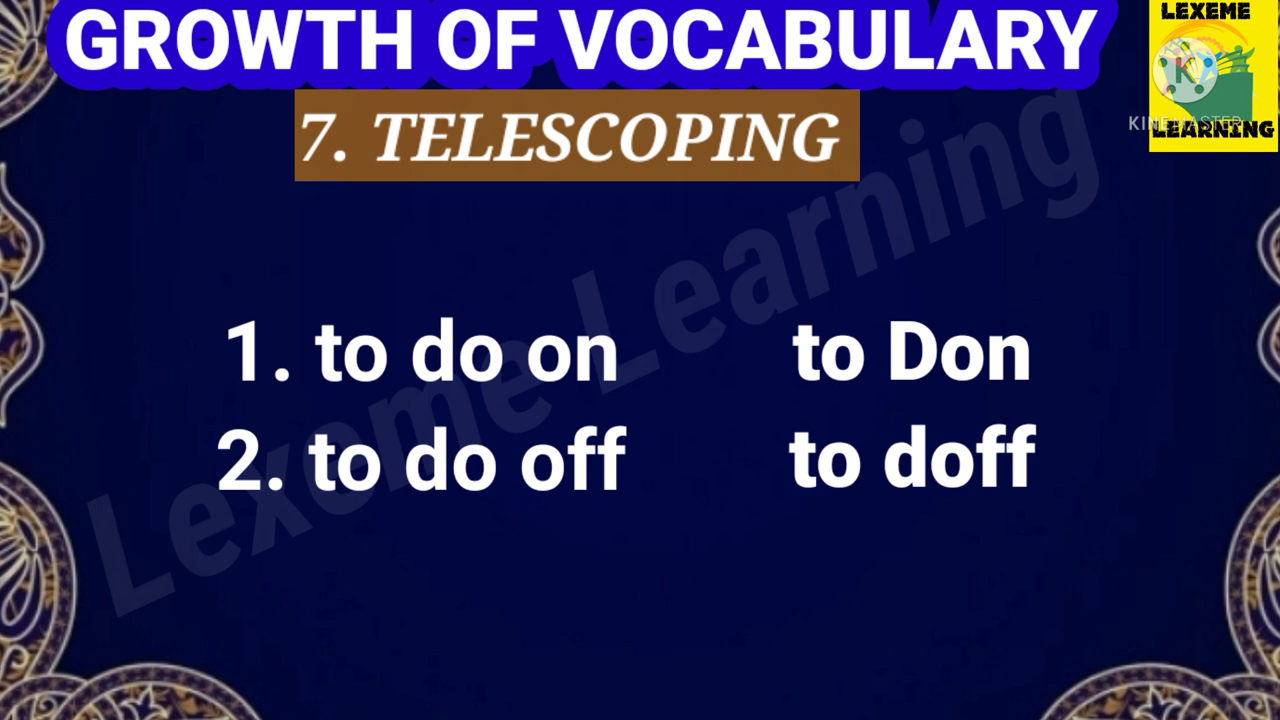 GROWTH OF VOCABULARY
LEXEME
K
KINEMASTER
LEARNING
7. TELESCOPING
Lexeme Learning
1. to do on to Don
2. to do off to doff